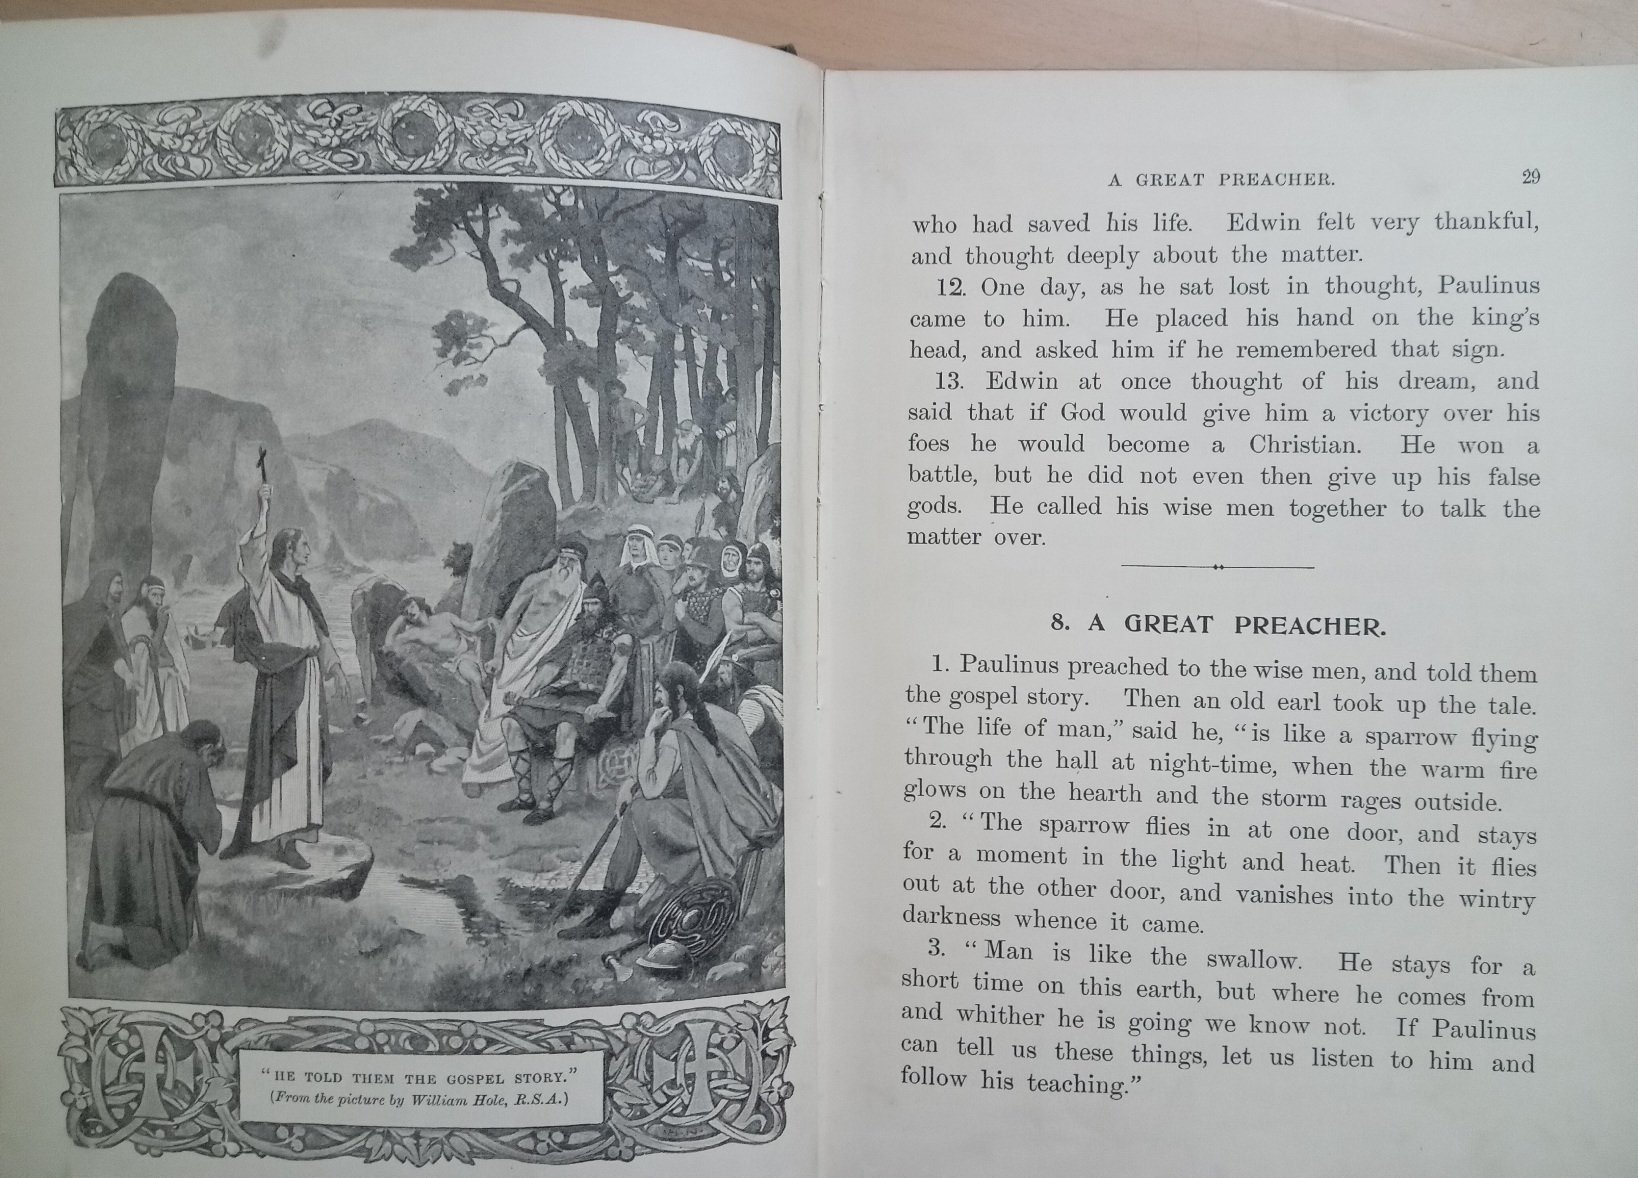 "HE TOLD THEM THE GOSPEL STORY."
(From the picture by William Hole, R.S.A.)
A GREAT PREACHER. 29
who had saved his life. Edwin felt very thankful,
and thought deeply about the matter.
12. One day, as he sat lost in thought, Paulinus
came to him. He placed his hand on the king's
head, and asked him if he remembered that sign.
13. Edwin at once thought of his dream, and
said that if God would give him a victory over his
foes he would become a Christian. He won a
battle, but he did not even then give up his false
gods. He called his wise men together to talk the
matter over.
8. A GREAT PREACHER.
1. Paulinus preached to the wise men, and told them
the gospel story. Then an old earl took up the tale.
"The life of man," said he, "is like a sparrow flying
through the hall at night-time, when the warm fire
glows on the hearth and the storm rages outside.
2. "The sparrow flies in at one door, and stays
for a moment in the light and heat. Then it flies
out at the other door, and vanishes into the wintry
darkness whence it came.
3. "Man is like the swallow. He stays for a
short time on this earth, but where he comes from
and whither he is going we know not. If Paulinus
can tell us these things, let us listen to him and
follow his teaching."